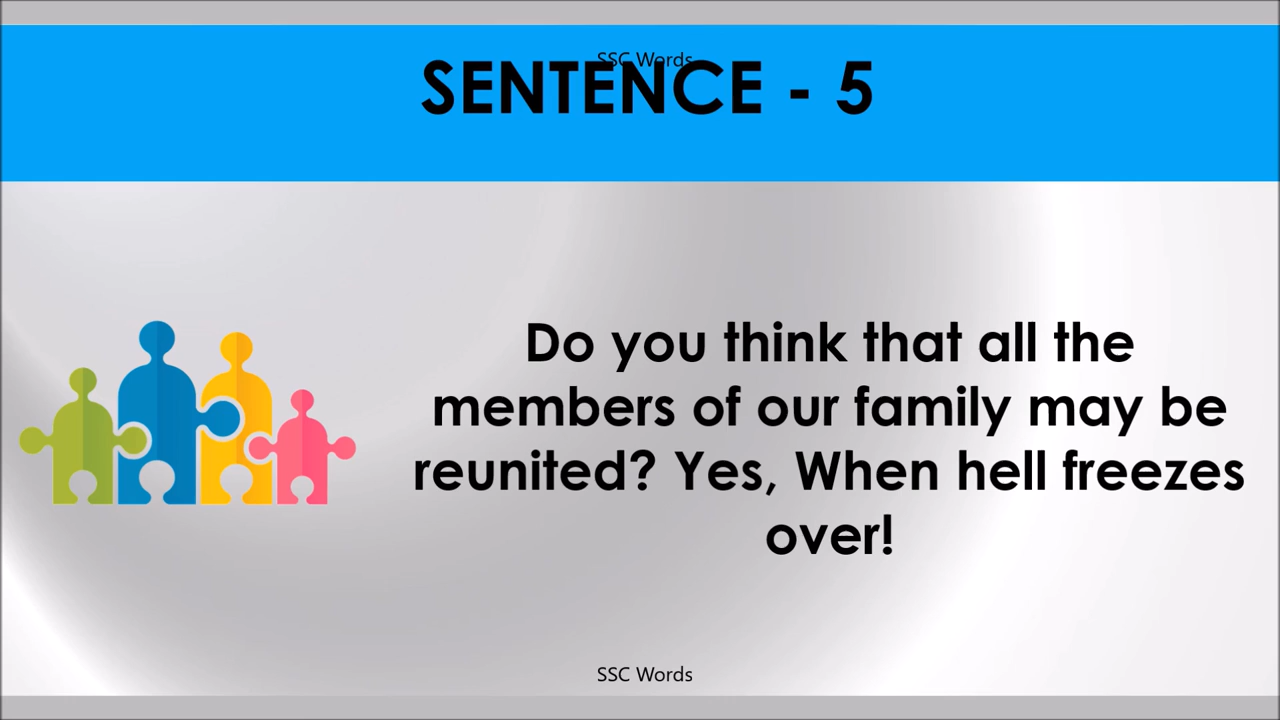 SSC Words
SENTENCE - 5
Do you think that all the
members of our family may be
reunited? Yes, When hell freezes
over!
SSC Words